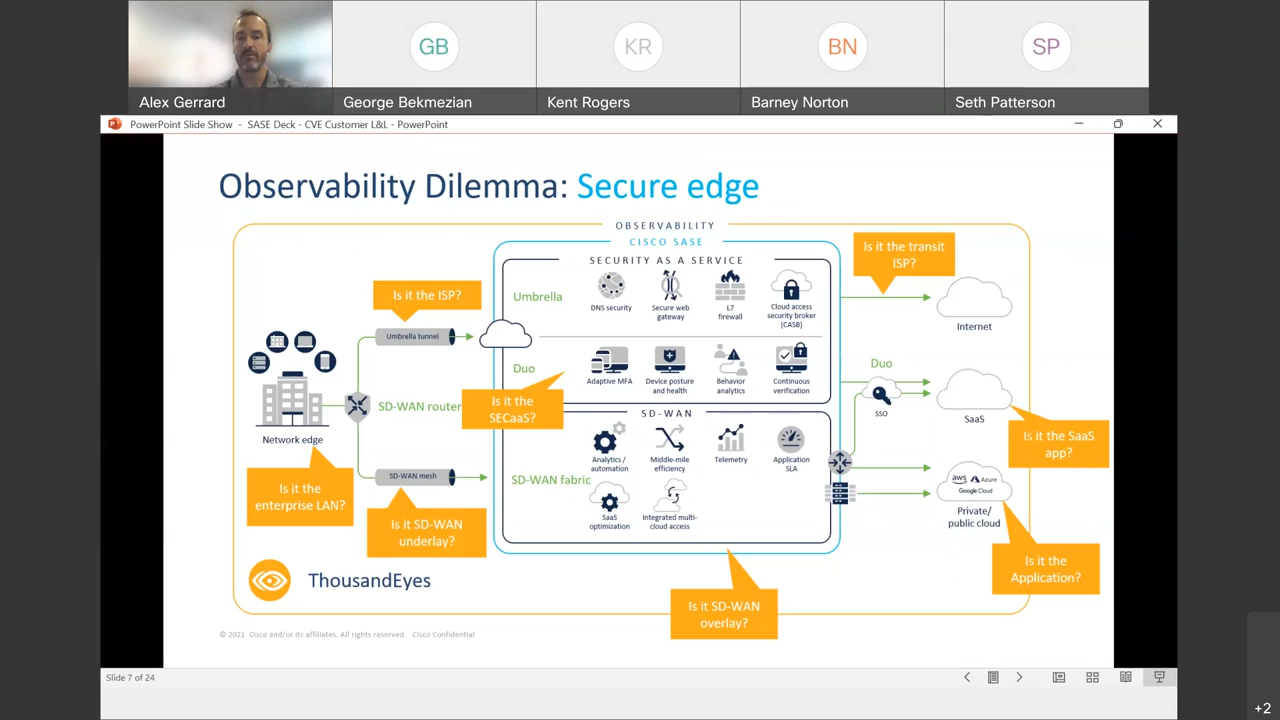 GB
KR
BN
SP
Alex Gerrard
George Bekmezian
Kent Rogers
Barney Norton
Seth Patterson
PowerPoint Slide Show - SASE Deck - CVE Customer L&L - PowerPoint
Observability Dilemma: Secure edge
OBSERVABILITY
CISCO SASE
SECURITY AS A SERVICE
Is it the transit
ISP?
Is it the ISP?
Umbrella
DNS security
Secure web
gateway
L7
firewall
Cloud access
security broker
(CASB)
Internet
Umbrella tunnel
Duo
Adaptive MFA
Device posture
and health
Behavior
analytics
Continuous
verification
Duo
SSO
SaaS
Is it the
SECaaS?
SD-WAN router
Network edge
SD-WAN
Is it the SaaS
app?
Analytics /
automation
Middle-mile
efficiency
Telemetry
Application
SLA
SD-WAN mesh
SD-WAN fabric
SaaS
optimization
Integrated multi-
cloud access
aws
Azure
Google Cloud
Private/
public cloud
Is it the
enterprise LAN?
Is it SD-WAN
underlay?
Is it the
Application?
ThousandEyes
Is it SD-WAN
overlay?
© 2021 Cisco and/or its affiliates. All rights reserved. Cisco Confidential
Slide 7 of 24
+2